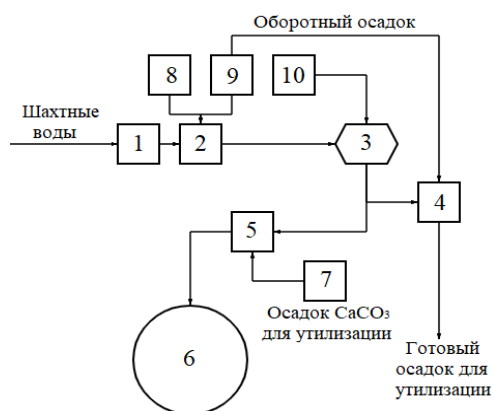 Оборотный осадок
8
9
10
Шахтные
воды
1
2
3
4
5
7
Осадок CaCO₃
для утилизации
6
Готовый
осадок для
утилизации